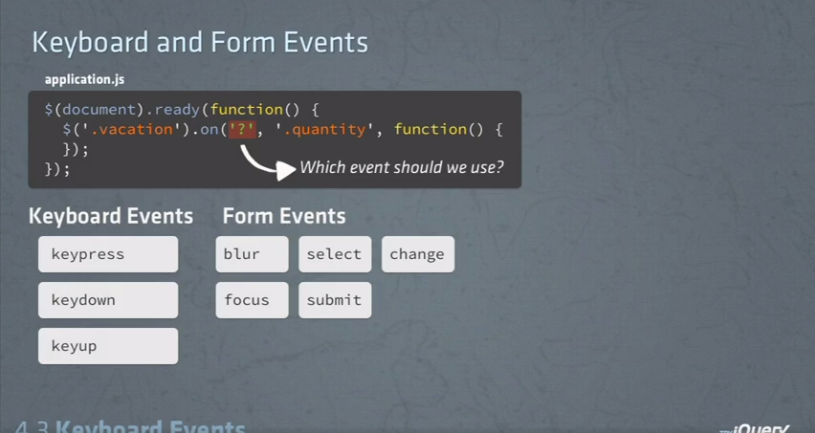 Keyboard and Form Events
application.js
$(document).ready(function() {
$('.vacation').on('?', '.quantity', function() {
});
});
Which event should we use?
Keyboard Events
Form Events
keypress
blur
select
change
keydown
focus
submit
keyup
4.3 Keyboard Events
jQuery